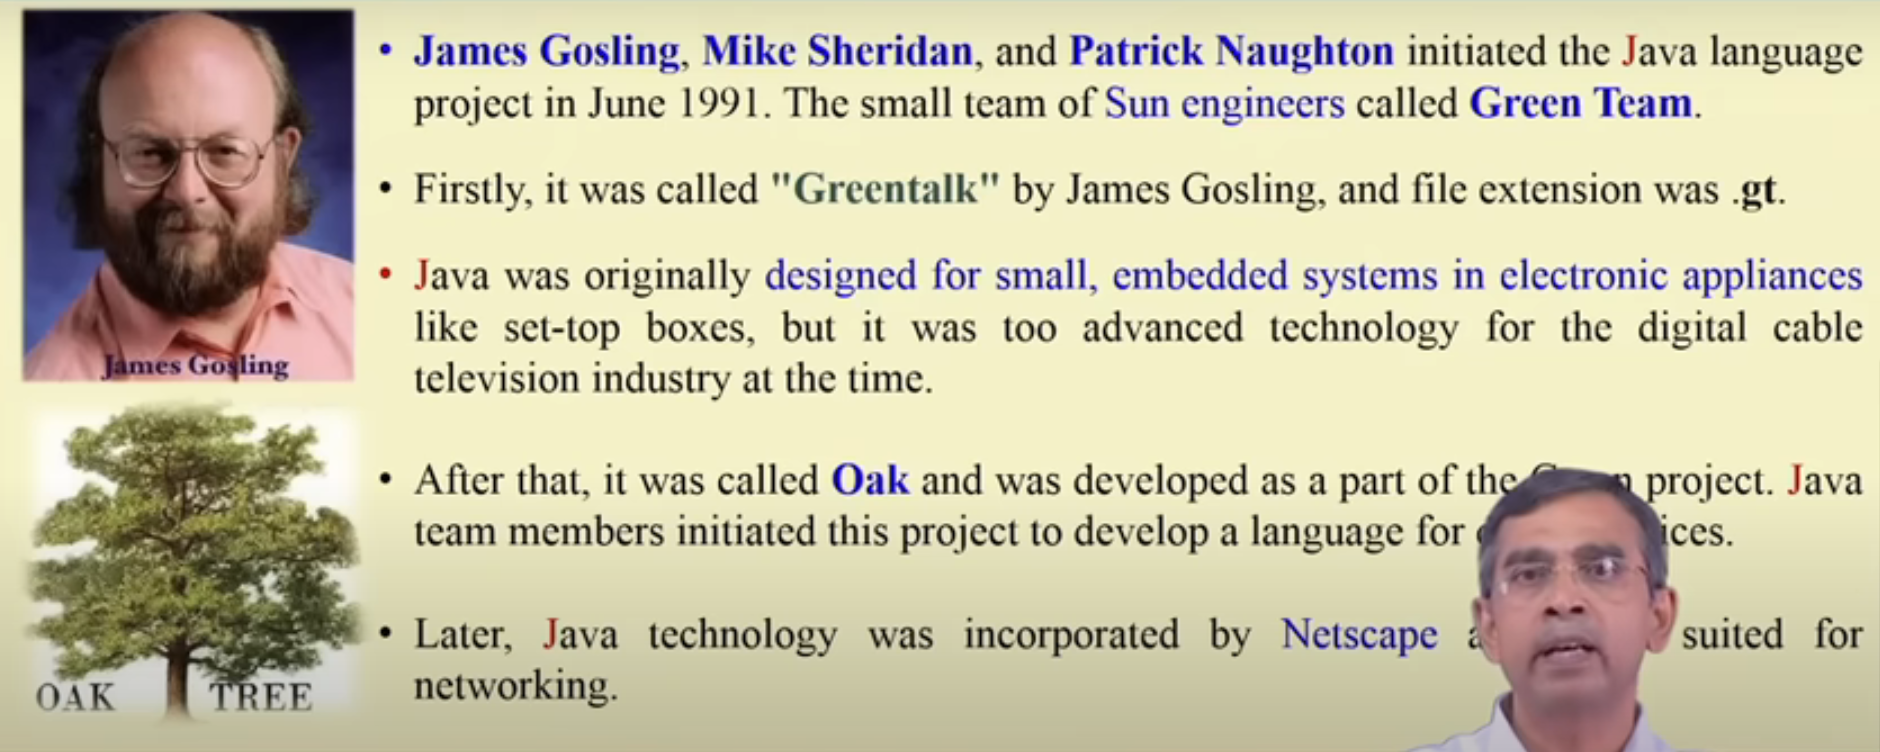 • James Gosling, Mike Sheridan, and Patrick Naughton initiated the Java language
project in June 1991. The small team of Sun engineers called Green Team.
• Firstly, it was called "Greentalk" by James Gosling, and file extension was .gt.
• Java was originally designed for small, embedded systems in electronic appliances
like set-top boxes, but it was too advanced technology for the digital cable
television industry at the time.
James Gosling
• After that, it was called Oak and was developed as a part of the project. Java
team members initiated this project to develop a language for
• Later, Java technology was incorporated by Netscape suited for
networking.
OAK TREE